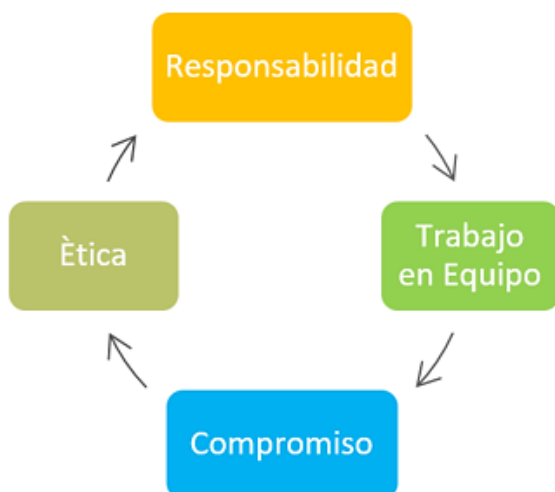 Responsabilidad
Trabajo
en Equipo
Compromiso
Ètica